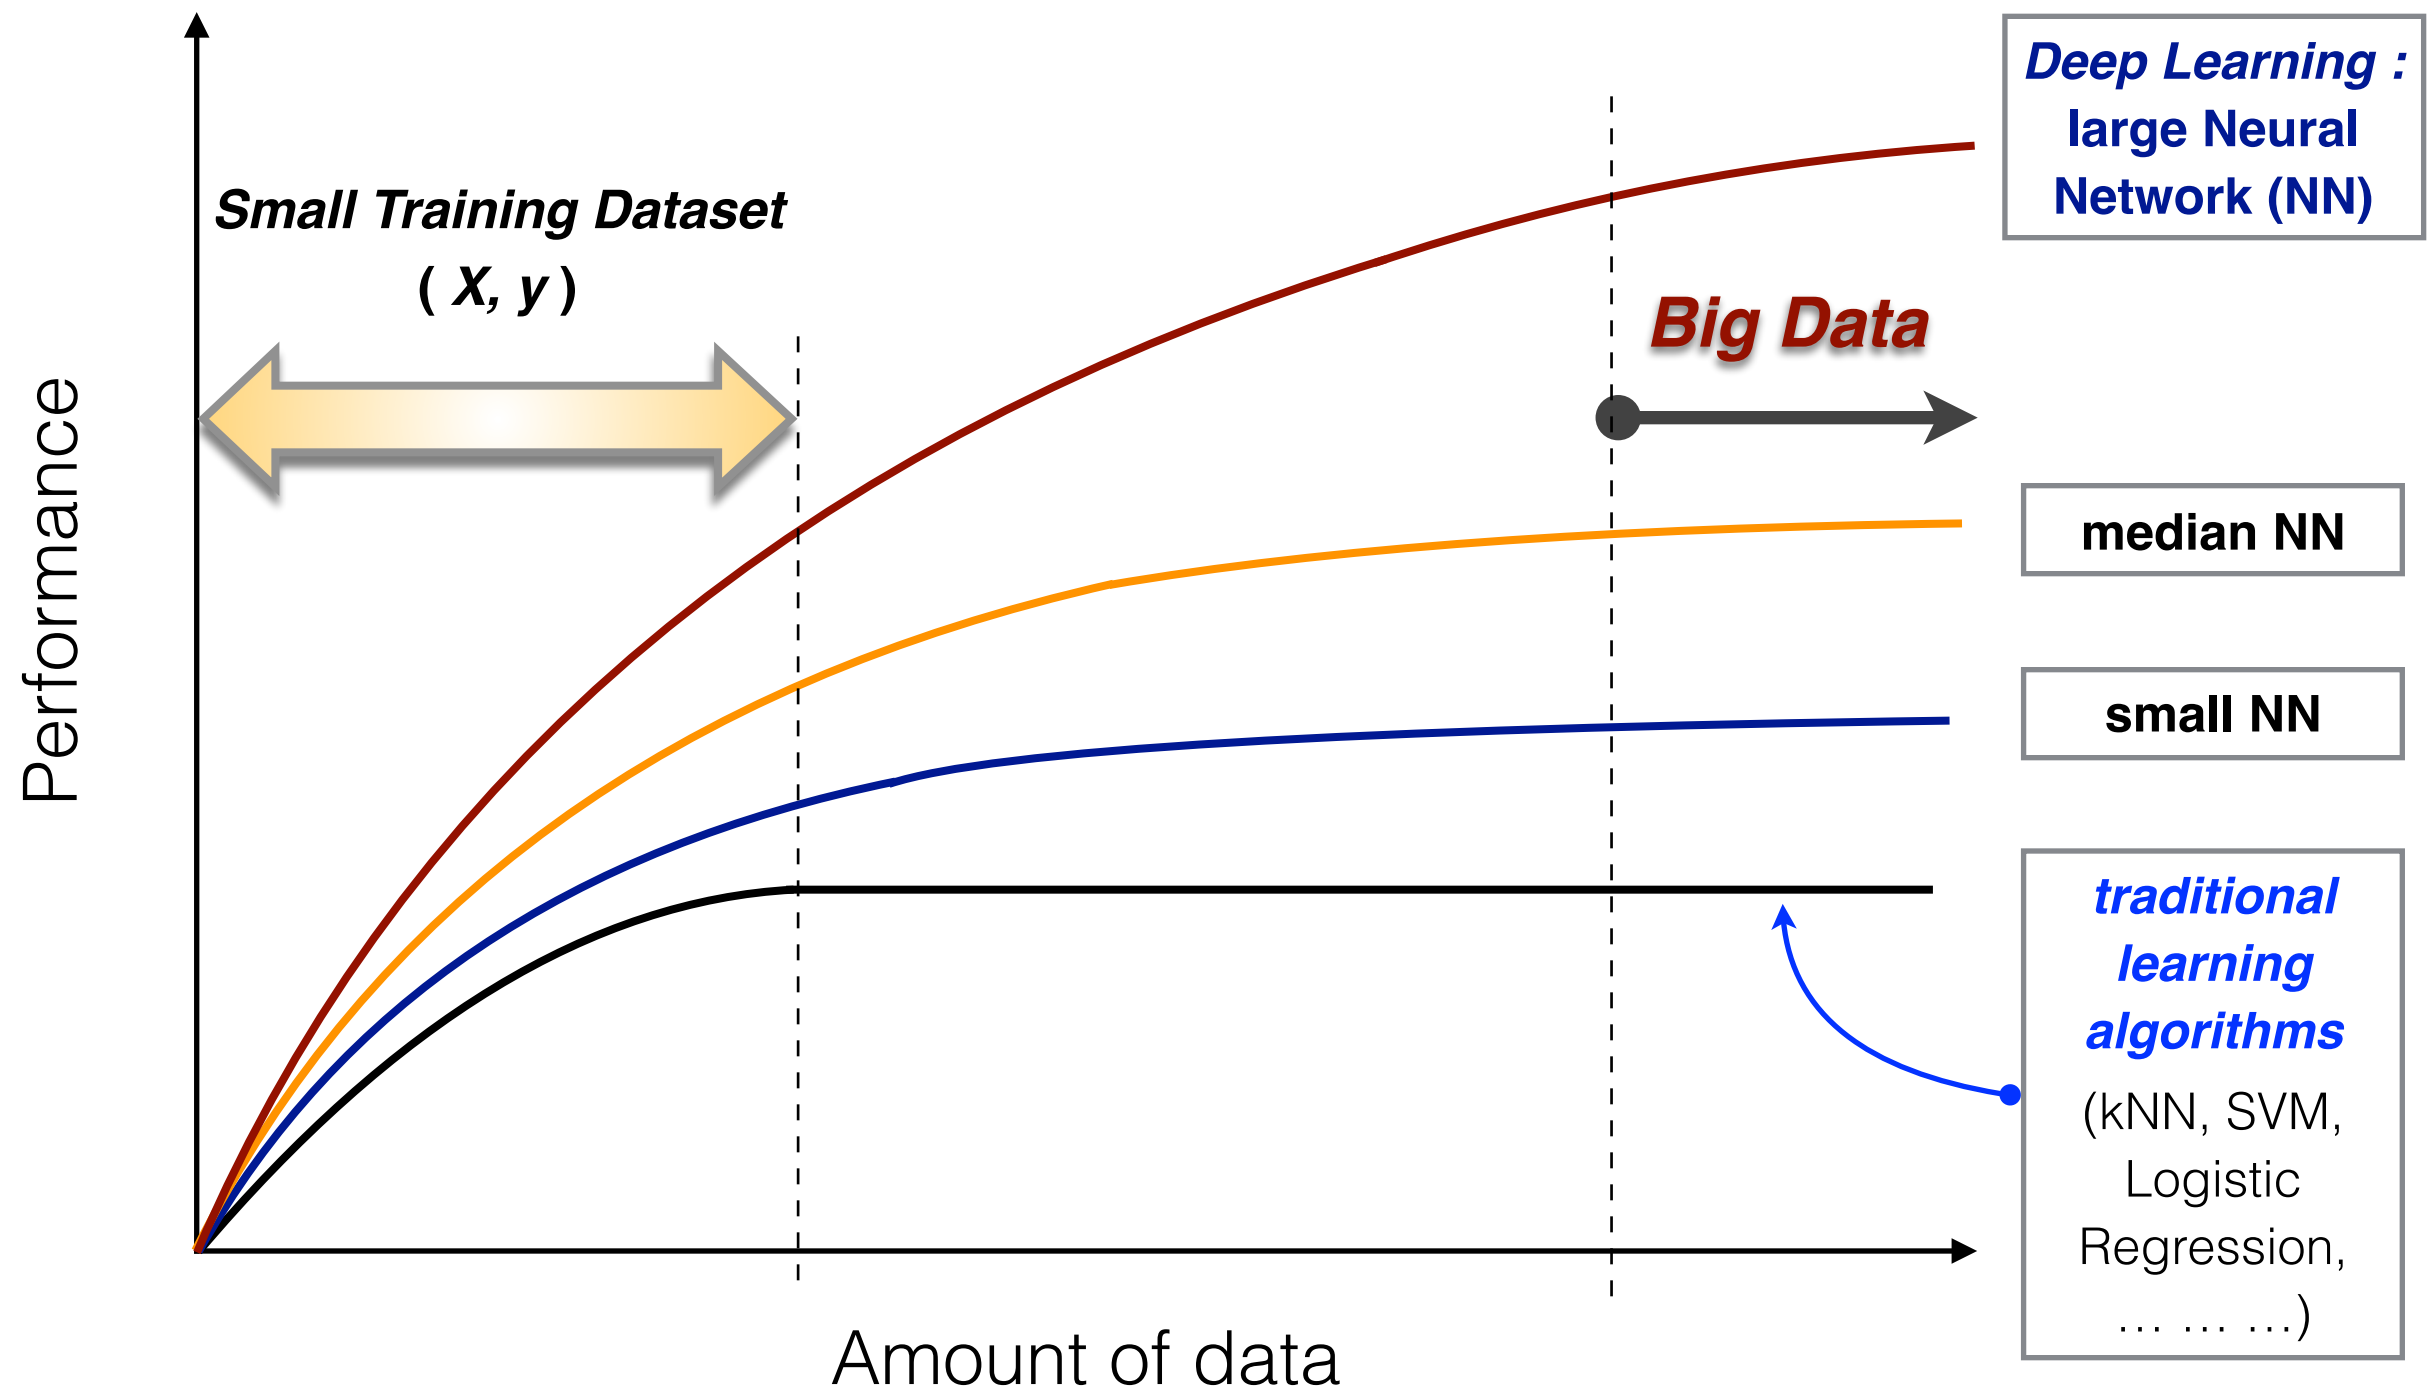 Deep Learning :
large Neural
Network (NN)
Small Training Dataset
( X, y )
Big Data
Performance
median NN
small NN
traditional
learning
algorithms
(kNN, SVM,
Logistic
Regression,
… … …)
Amount of data